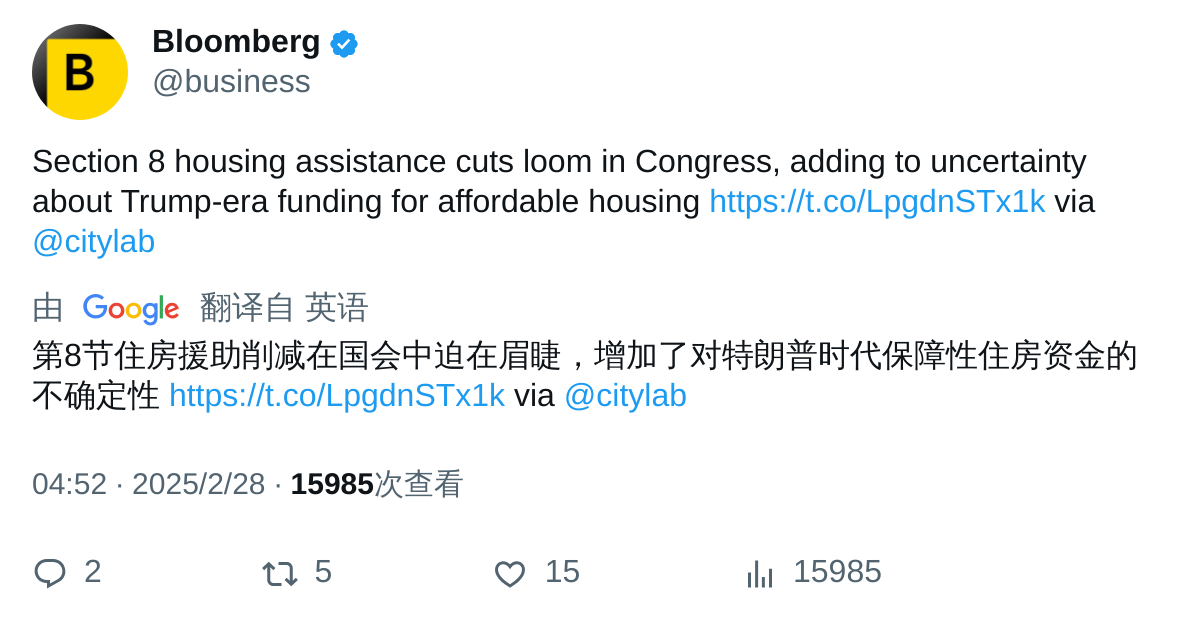 B
Bloomberg
@business
Section 8 housing assistance cuts loom in Congress, adding to uncertainty
about Trump-era funding for affordable housing https://t.co/LpgdnSTx1k via
@citylab
由 Google 翻译自 英语
第8节住房援助削减在国会中迫在眉睫，增加了对特朗普时代保障性住房资金的
不确定性 https://t.co/LpgdnSTx1k via @citylab
04:52 · 2025/2/28 · 15985次查看
2 5 15 15985